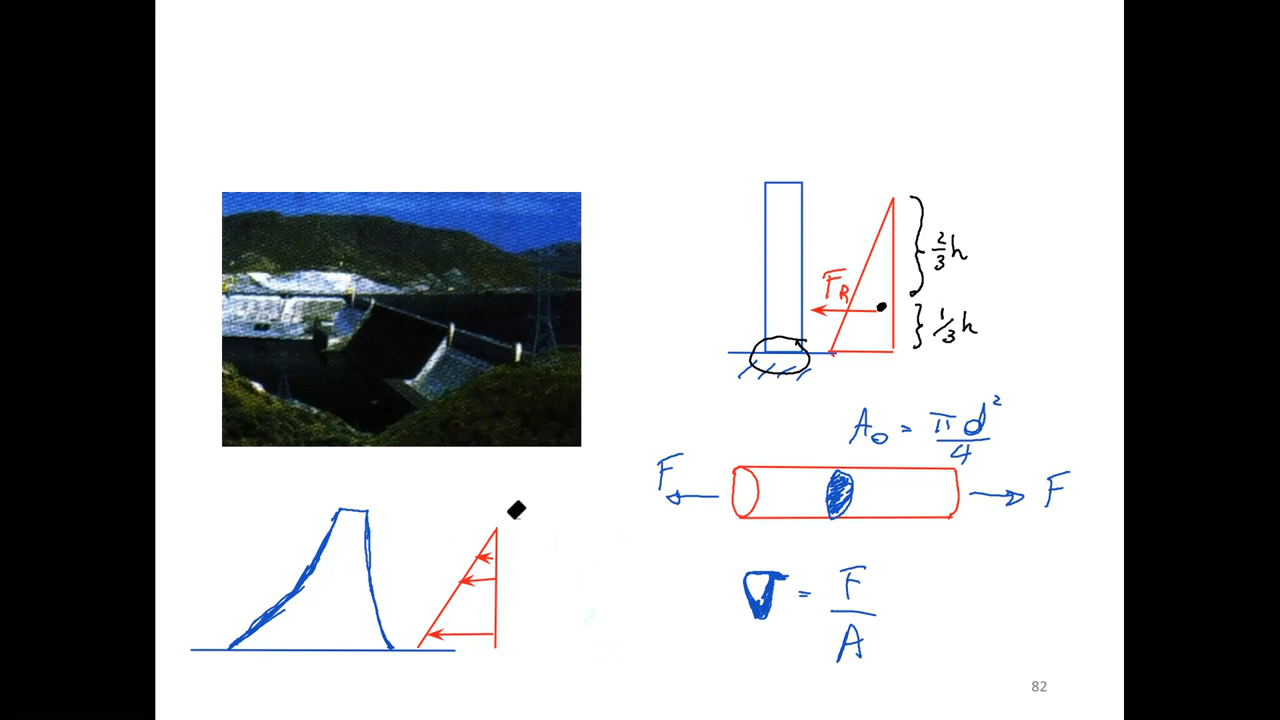 2/3 h
F_R
1/3 h
A_0 = πd²/4
F
F
σ = F/A
82